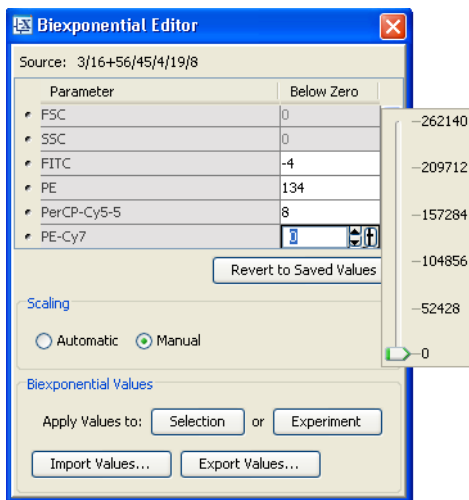 Biexponential Editor
Source: 3/16+56/45/4/19/8
Parameter Below Zero
FSC 0
SSC 0
FITC -4
PE 134
PerCP-Cy5-5 8
PE-Cy7 0
262140
209712
157284
104856
52428
0
Revert to Saved Values
Scaling
Automatic Manual
Biexponential Values
Apply Values to: Selection or Experiment
Import Values... Export Values...